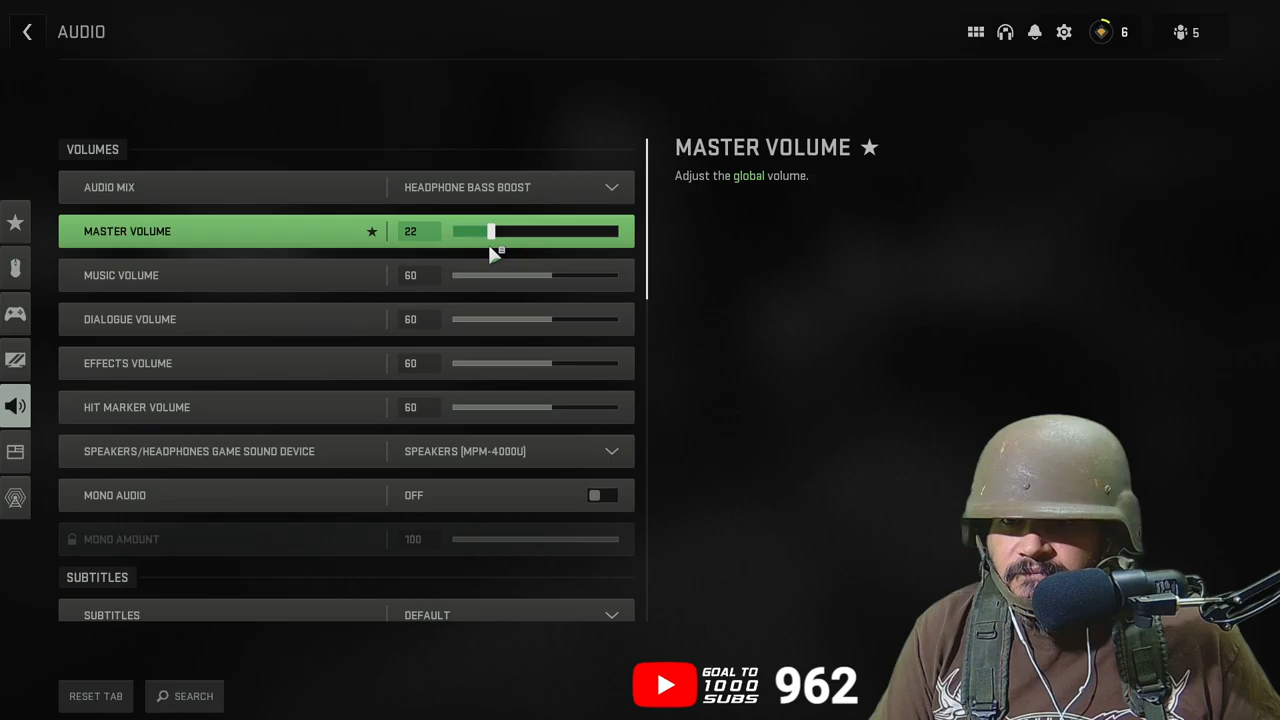 AUDIO
6
5
VOLUMES
AUDIO MIX
HEADPHONE BASS BOOST
MASTER VOLUME
22
MUSIC VOLUME
60
DIALOGUE VOLUME
60
EFFECTS VOLUME
60
HIT MARKER VOLUME
60
SPEAKERS/HEADPHONES GAME SOUND DEVICE
SPEAKERS [MPM-4000U]
MONO AUDIO
OFF
MONO AMOUNT
100
SUBTITLES
SUBTITLES
DEFAULT
RESET TAB
SEARCH
MASTER VOLUME
Adjust the global volume.
GOAL TO
1000
SUBS
962